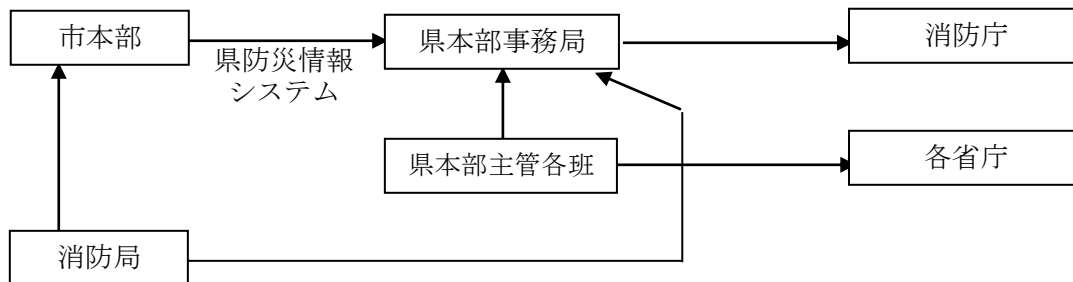 市本部
県本部事務局
消防庁
県防災情報
システム
県本部主管各班
各省庁
消防局